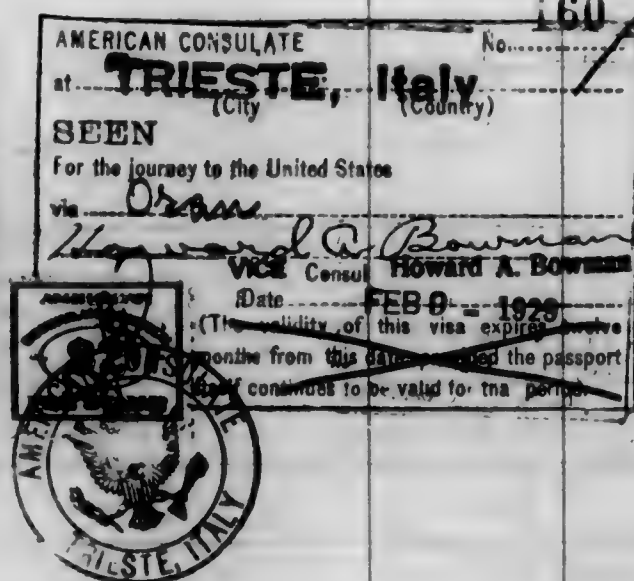 160
AMERICAN CONSULATE No.
at TRIESTE, Italy
(City (Country)
SEEN
For the journey to the United States
via Oran
Howard A. Bowman
VICE Consul Howard A. Bowman
Date FEB 9 - 1929
(The validity of this visa expires twelve
months from this date provided the passport
itself continues to be valid for tna period)
AMERICAN CONSULATE
TRIESTE, ITALY